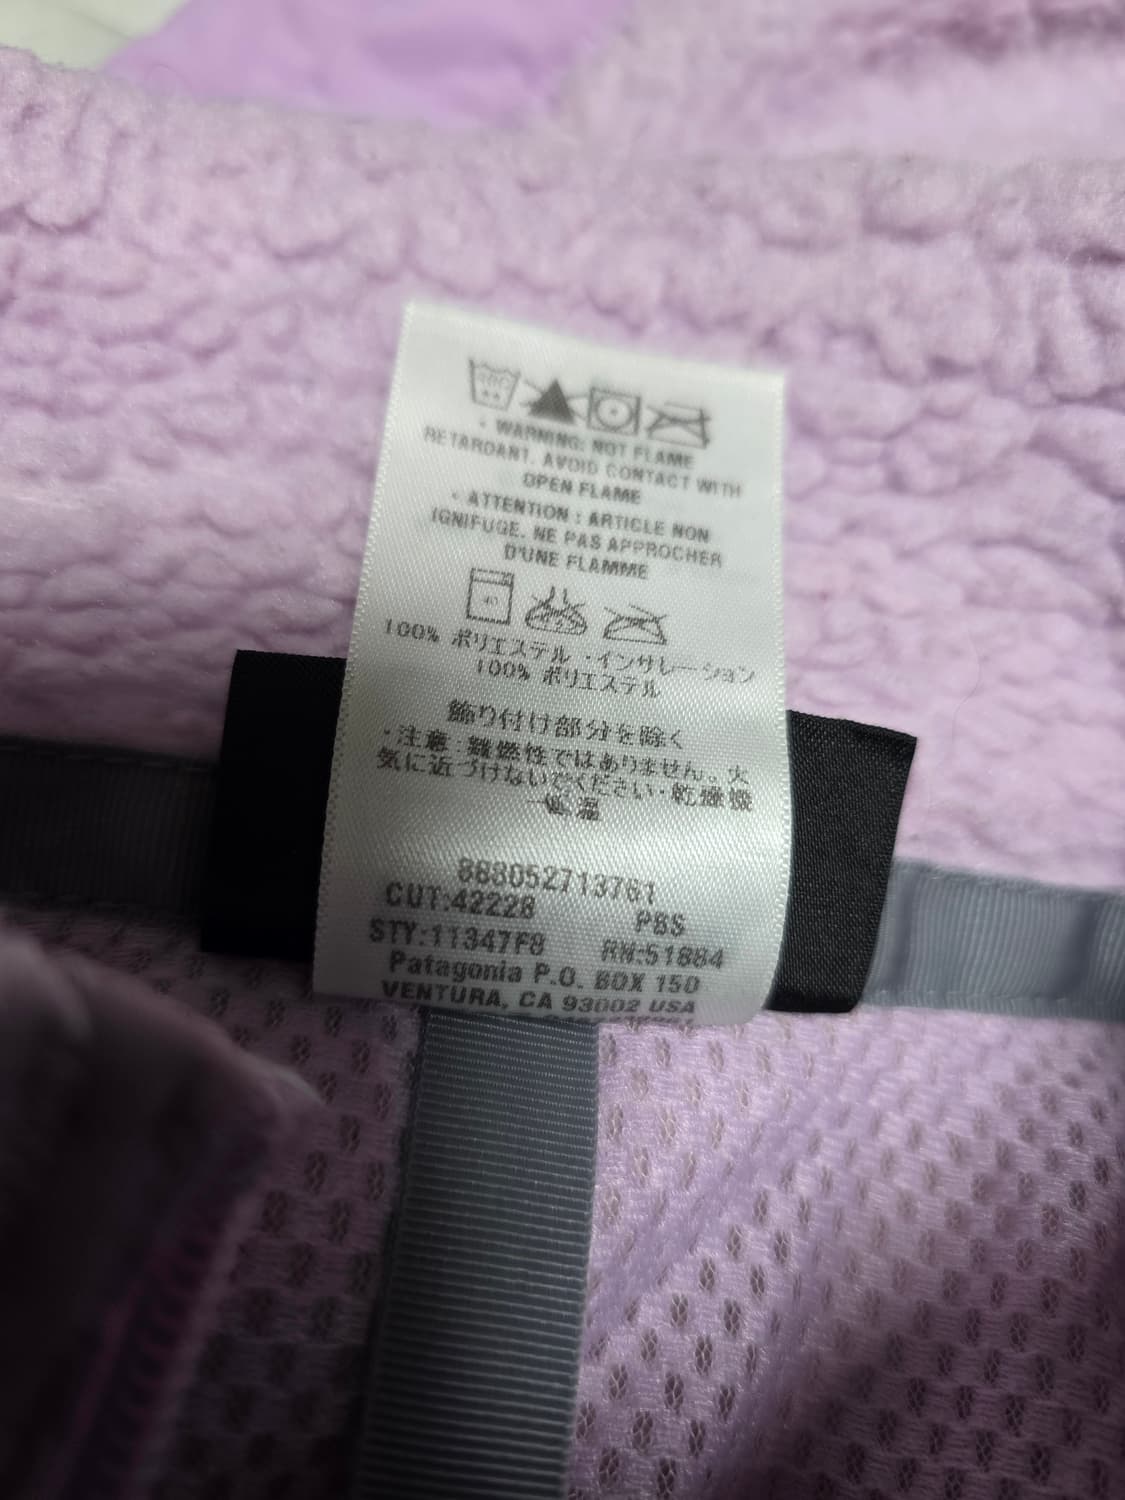 • WARNING: NOT FLAME
RETARDANT. AVOID CONTACT WITH
OPEN FLAME
• ATTENTION : ARTICLE NON
IGNIFUGE. NE PAS APPROCHER
D'UNE FLAMME
100% ポリエステル・インサレーション
100% ポリエステル
飾り付け部分を除く
・注意:難燃性ではありません。火
気に近づけないでください・乾燥機
一低温
888052713761
CUT:42228 PBS
STY:11347F8 RN:51884
Patagonia P.O. BOX 150
VENTURA, CA 93002 USA